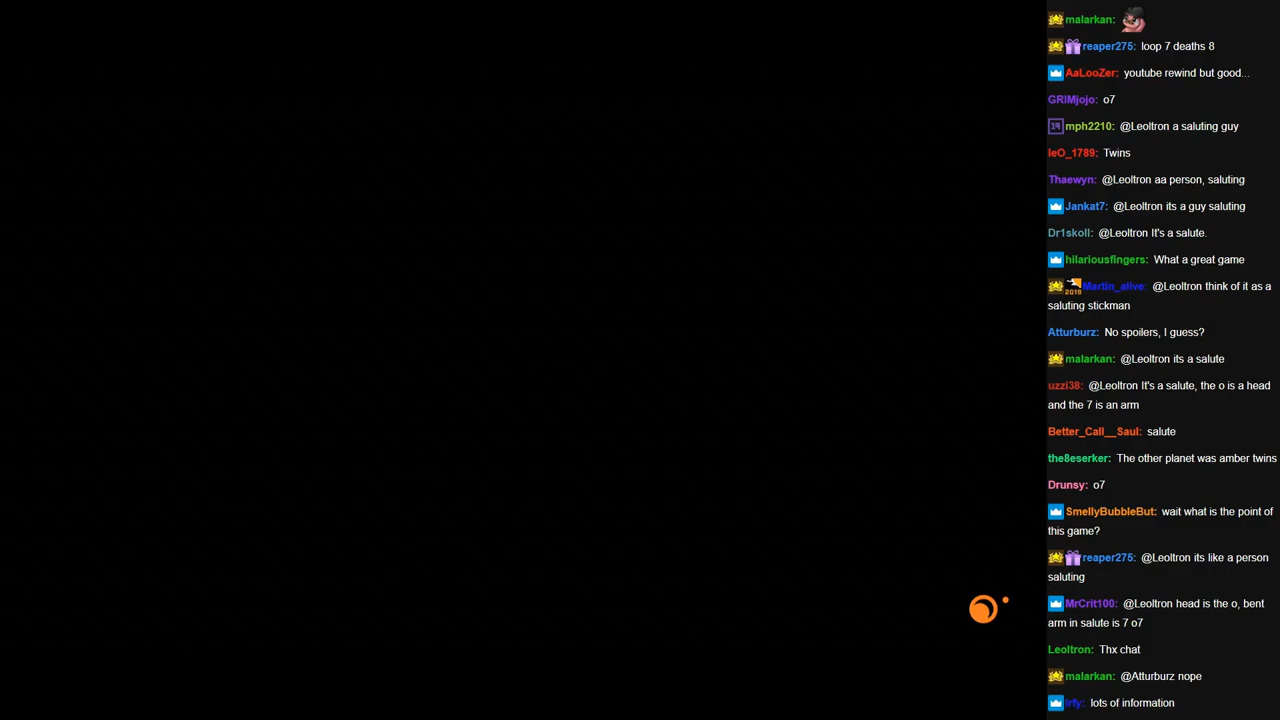 malarkan:
reaper275: loop 7 deaths 8
AaLooZer: youtube rewind but good...
GRIMjojo: o7
mph2210: @Leoltron a saluting guy
leO_1789: Twins
Thaewyn: @Leoltron aa person, saluting
Jankat7: @Leoltron its a guy saluting
Dr1skoll: @Leoltron It's a salute.
hilariousfingers: What a great game
2019 Martin_alive: @Leoltron think of it as a
saluting stickman
Atturburz: No spoilers, I guess?
malarkan: @Leoltron its a salute
uzzi38: @Leoltron It's a salute, the o is a head
and the 7 is an arm
Better_Call__Saul: salute
the8eserker: The other planet was amber twins
Drunsy: o7
SmellyBubbleBut: wait what is the point of
this game?
reaper275: @Leoltron its like a person
saluting
MrCrit100: @Leoltron head is the o, bent
arm in salute is 7 o7
Leoltron: Thx chat
malarkan: @Atturburz nope
Irfy: lots of information